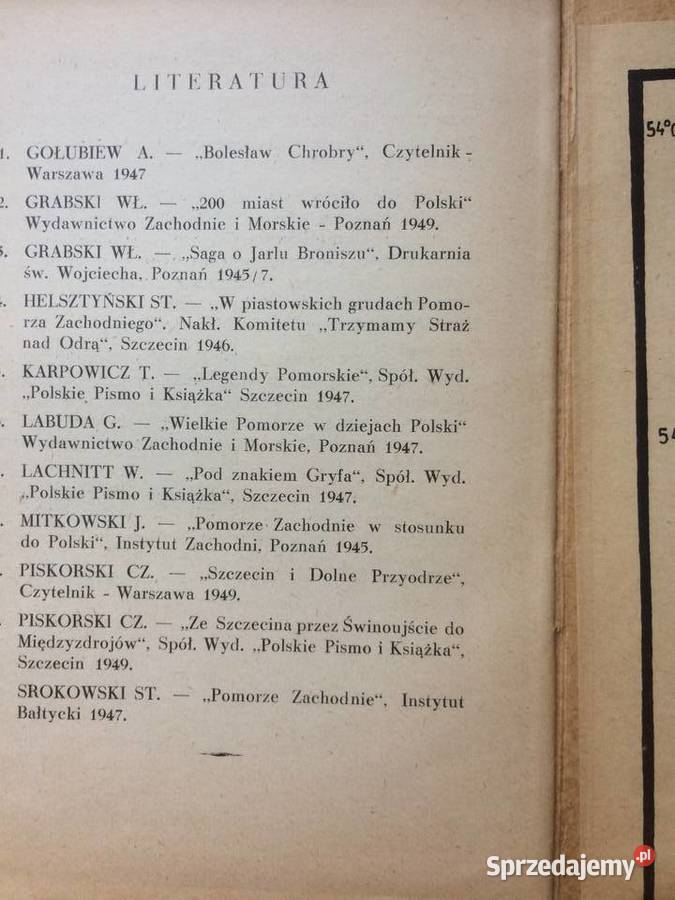 LITERATURA
1. GOŁUBIEW A. — „Bolesław Chrobry“, Czytelnik -
Warszawa 1947
2. GRABSKI WŁ. — „200 miast wróciło do Polski“
Wydawnictwo Zachodnie i Morskie - Poznań 1949.
GRABSKI WŁ. — „Saga o Jarlu Broniszu“, Drukarnia
św. Wojciecha, Poznań 1945/7.
HELSZTYŃSKI ST. — „W piastowskich grudach Pomo-
rza Zachodniego“. Nakł. Komitetu „Trzymamy Straż
nad Odrą“, Szczecin 1946.
KARPOWICZ T. — „Legendy Pomorskie“, Spół. Wyd.
„Polskie Pismo i Książka“ Szczecin 1947.
LABUDA G. — „Wielkie Pomorze w dziejach Polski“
Wydawnictwo Zachodnie i Morskie, Poznań 1947.
LACHNITT W. — „Pod znakiem Gryfa“, Spół. Wyd.
„Polskie Pismo i Książka“, Szczecin 1947.
MITKOWSKI J. — „Pomorze Zachodnie w stosunku
do Polski“, Instytut Zachodni, Poznań 1945.
PISKORSKI CZ. — „Szczecin i Dolne Przyodrze“,
Czytelnik - Warszawa 1949.
PISKORSKI CZ. — „Ze Szczecina przez Świnoujście do
Międzyzdrojów“, Spół. Wyd. „Polskie Pismo i Książka“,
Szczecin 1949.
SROKOWSKI ST. — „Pomorze Zachodnie“, Instytut
Bałtycki 1947.
54°
54
Sprzedajemy.pl